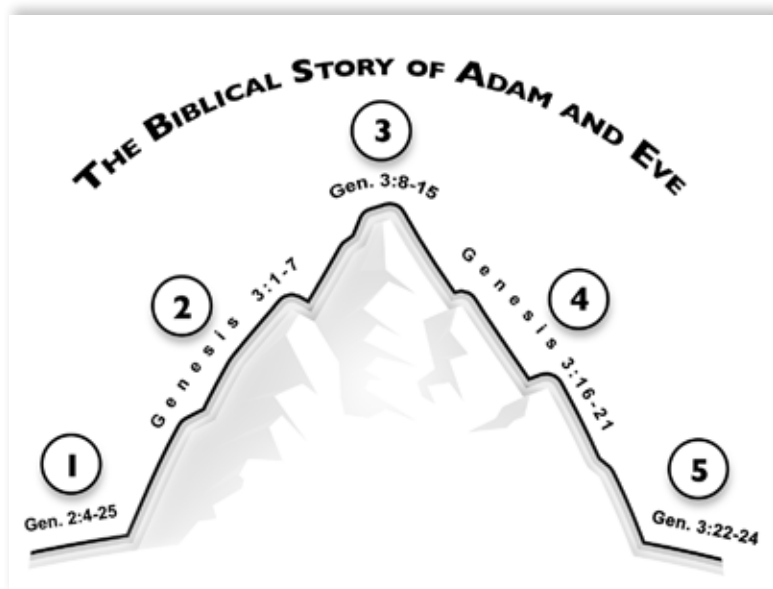 THE BIBLICAL STORY OF ADAM AND EVE
1
Gen. 2:4-25
2
Genesis 3:1-7
3
Gen. 3:8-15
4
Genesis 3:16-21
5
Gen. 3:22-24